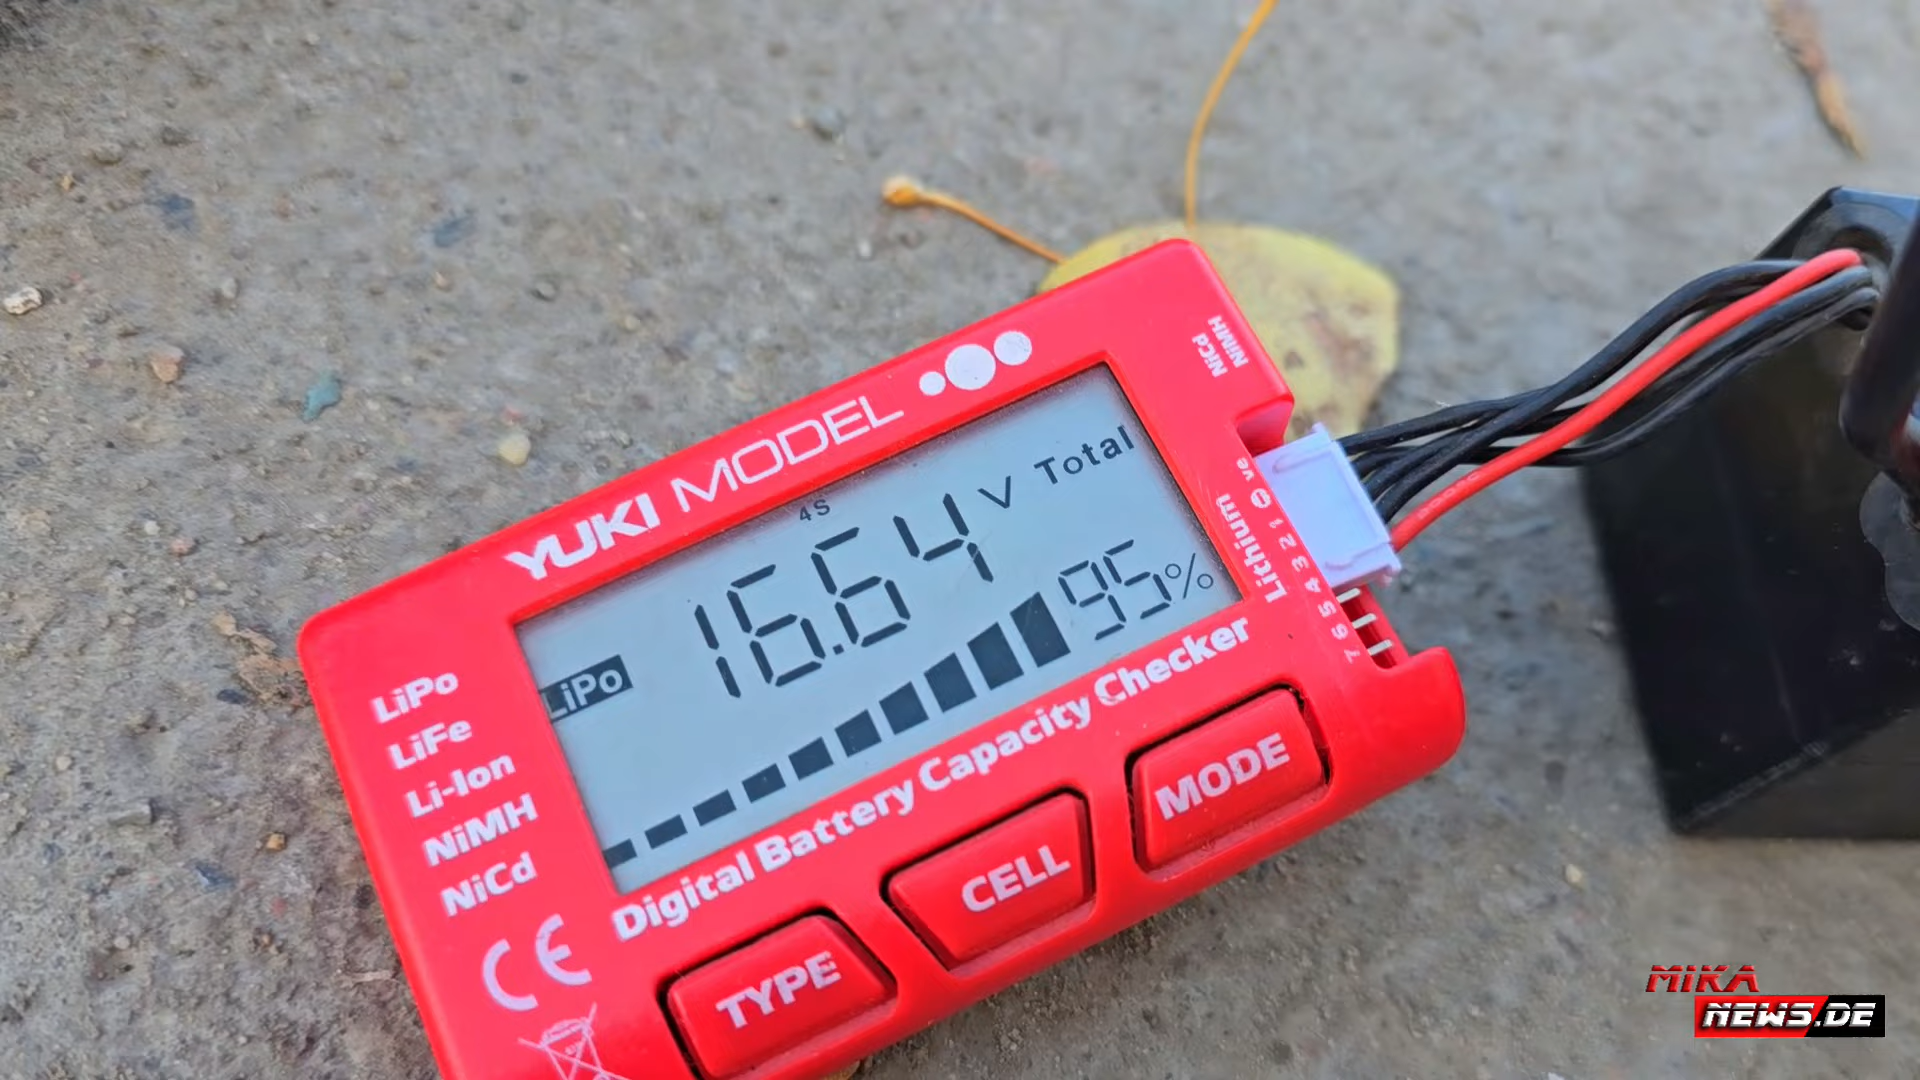 YUKI MODEL
NiCd
NiMH
4S
16.64 V Total
LiPo
95%
LiPo
LiFe
Li-Ion
NiMH
NiCd
Lithium
7 6 5 4 3 2 1 ⊖ ve
Digital Battery Capacity Checker
CE
TYPE
CELL
MODE
MIKA
NEWS.DE